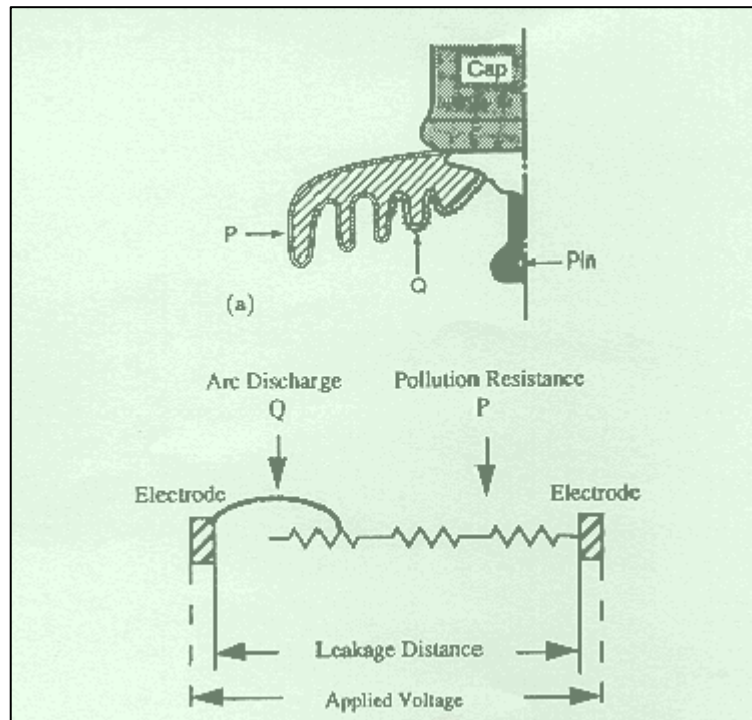 Cap
P
Q
Pin
(a)
Arc Discharge
Q
Pollution Resistance
P
Electrode
Electrode
Leakage Distance
Applied Voltage